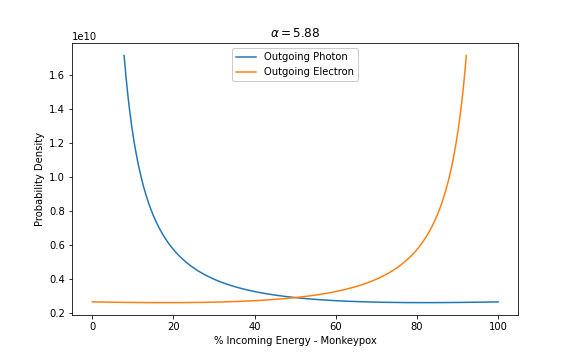 α = 5.88
1e10
Outgoing Photon
Outgoing Electron
1.6
1.4
1.2
1.0
0.8
0.6
0.4
0.2
Probability Density
0 20 40 60 80 100
% Incoming Energy - Monkeypox